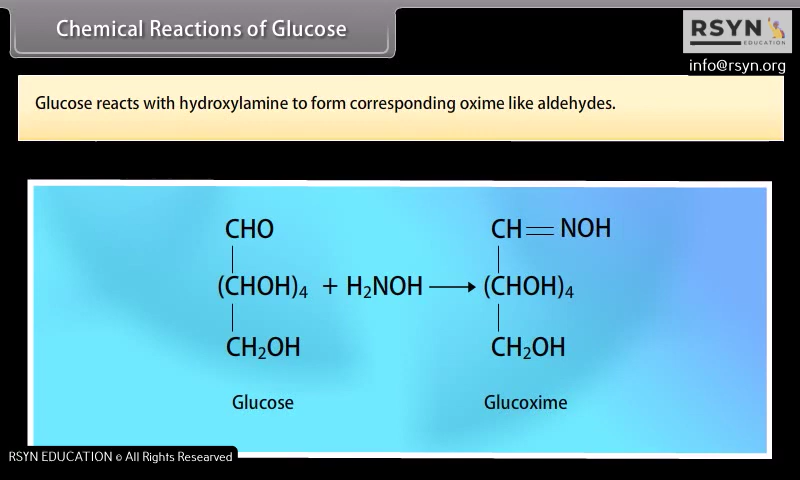 Chemical Reactions of Glucose
RSYN
EDUCATION
info@rsyn.org
Glucose reacts with hydroxylamine to form corresponding oxime like aldehydes.
CHO CH═NOH
(CHOH)₄ + H₂NOH ⟶ (CHOH)₄
CH₂OH CH₂OH
Glucose Glucoxime
RSYN EDUCATION © All Rights Researved